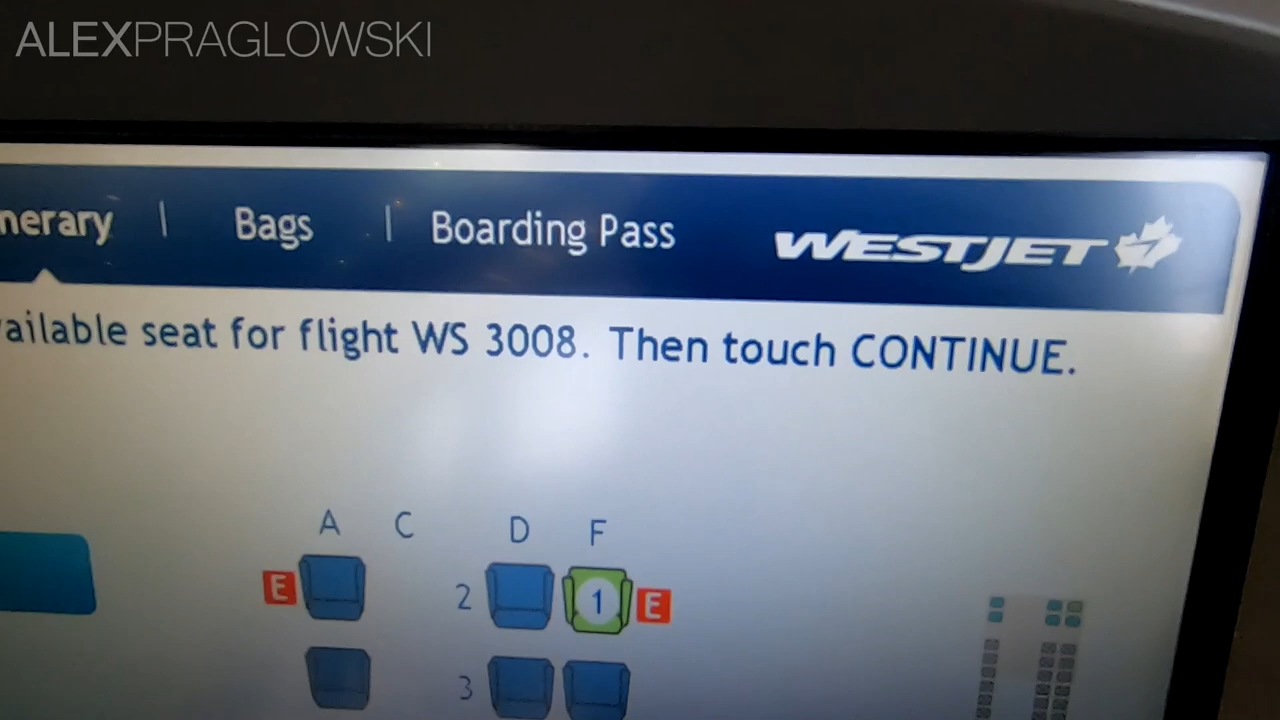 ALEXPRAGLOWSKI
nerary | Bags | Boarding Pass WESTJET
ailable seat for flight WS 3008. Then touch CONTINUE.
A C D F
E 2 1 E
3